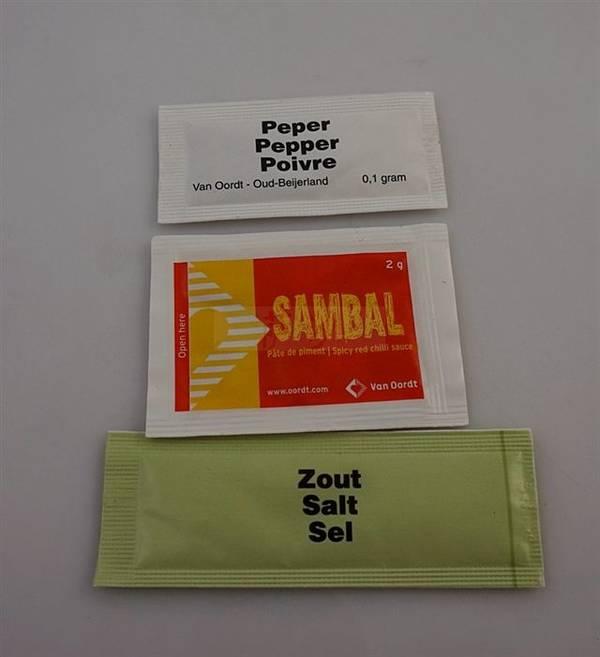 Peper
Pepper
Poivre
Van Oordt - Oud-Beijerland 0,1 gram
2 g
Open here
SAMBAL
Pâte de piment | Spicy red chilli sauce
www.oordt.com
Van Oordt
Zout
Salt
Sel